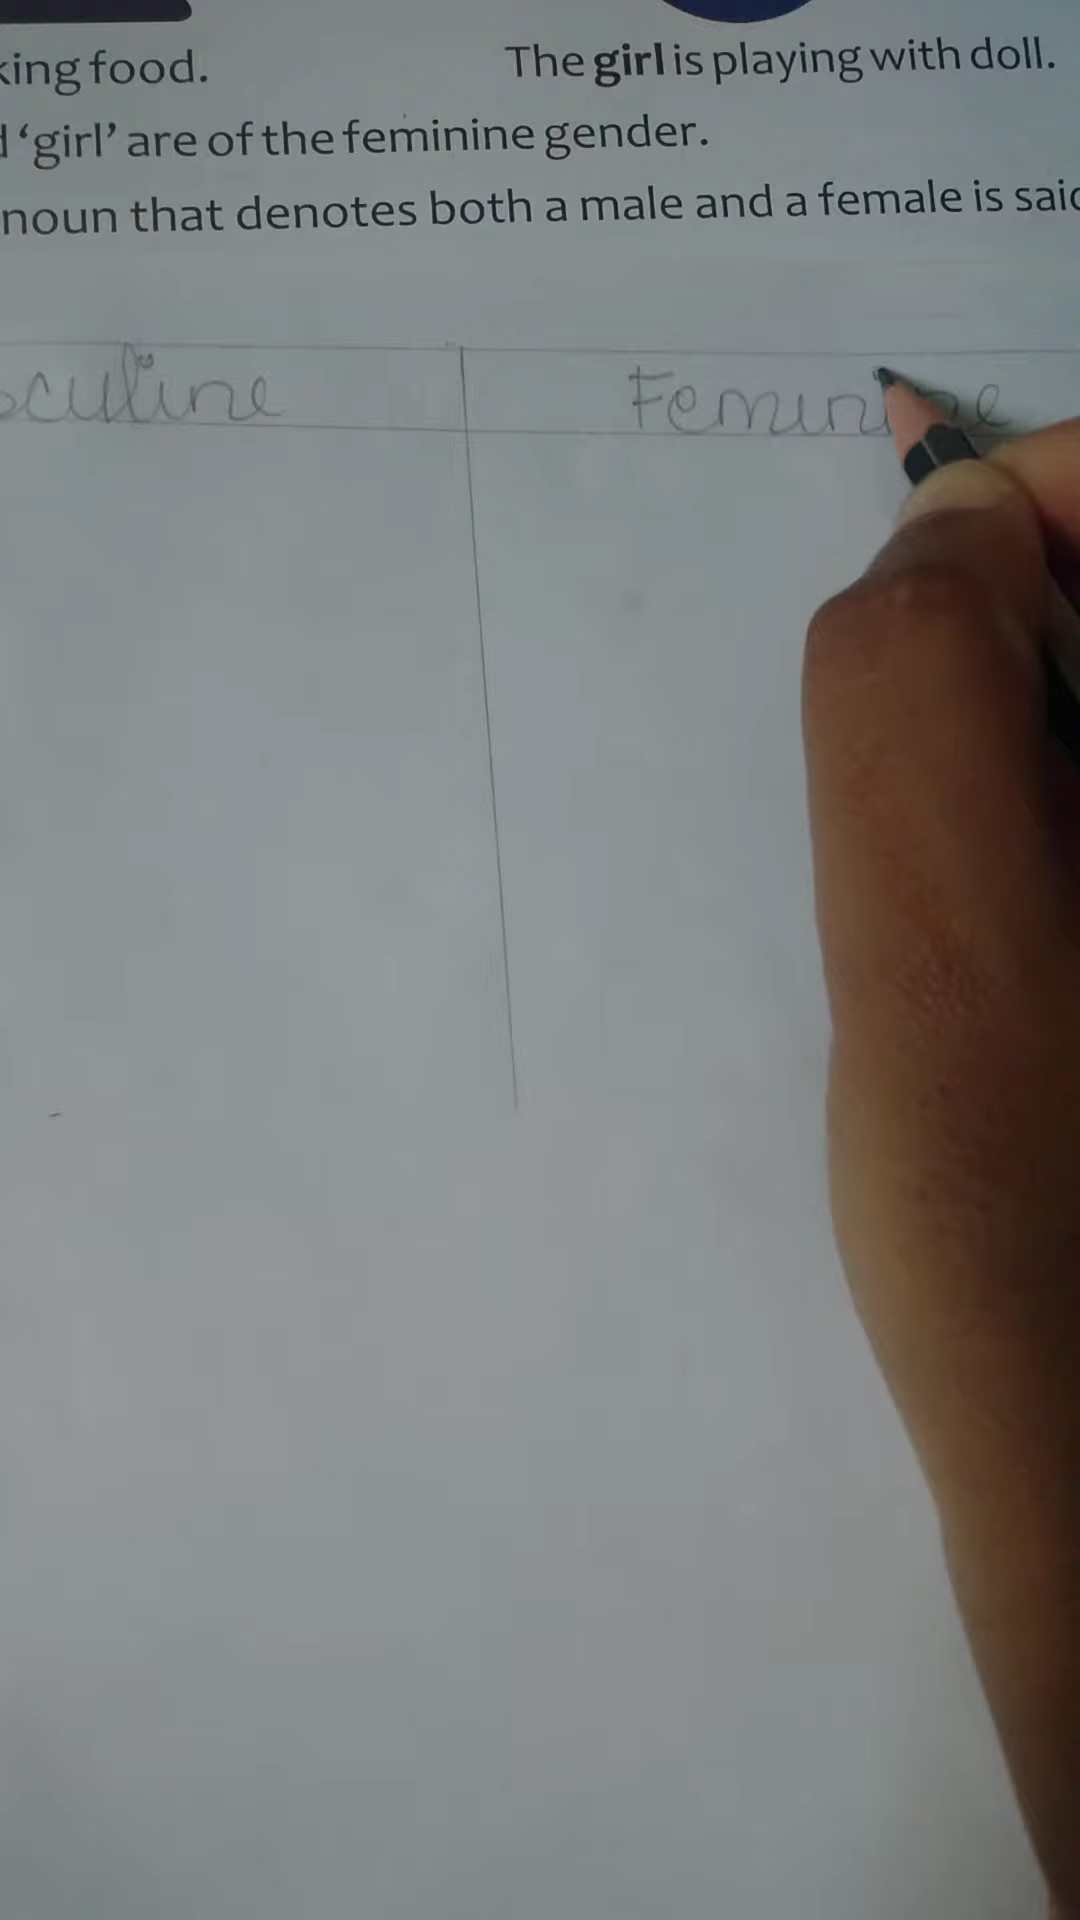 king food. The girl is playing with doll.
d ‘girl’ are of the feminine gender.
noun that denotes both a male and a female is said
sculine Feminine